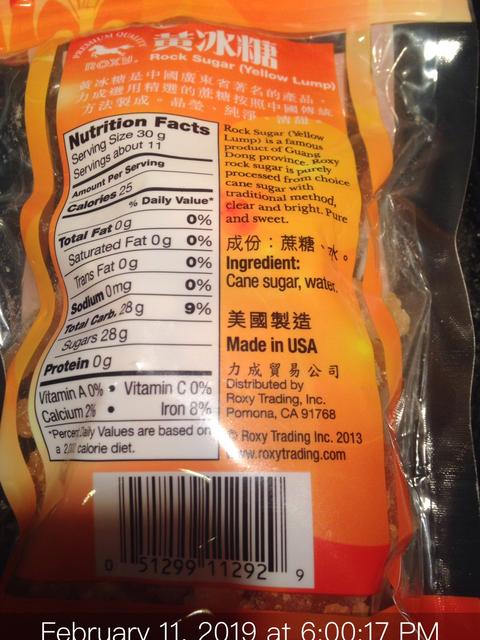 PREMIUM QUALITY
ROXY
黃冰糖
Rock Sugar (Yellow Lump)
黃冰糖是中國廣東省著名的產品。
力成選用精選的蔗糖按照中國傳統
方法製成。晶瑩、純淨、清甜。
Nutrition Facts
Serving Size 30 g
Servings about 11
Amount Per Serving
Calories 25
% Daily Value*
Total Fat 0g 0%
Saturated Fat 0g 0%
Trans Fat 0g 0%
Sodium 0mg 0%
Total Carb. 28g 9%
Sugars 28g
Protein 0g
Vitamin A 0% • Vitamin C 0%
Calcium 2% • Iron 8%
*Percent Daily Values are based on
a 2,000 calorie diet.
Rock Sugar (Yellow
Lump) is a famous
product of Guang
Dong province. Roxy
rock sugar is purely
processed from choice
cane sugar with
traditional method,
clear and bright. Pure
and sweet.
成份：蔗糖、水。
Ingredient:
Cane sugar, water.
美國製造
Made in USA
力成貿易公司
Distributed by
Roxy Trading, Inc.
Pomona, CA 91768
© Roxy Trading Inc. 2013
www.roxytrading.com
0 51299 11292 9
February 11, 2019 at 6:00:17 PM